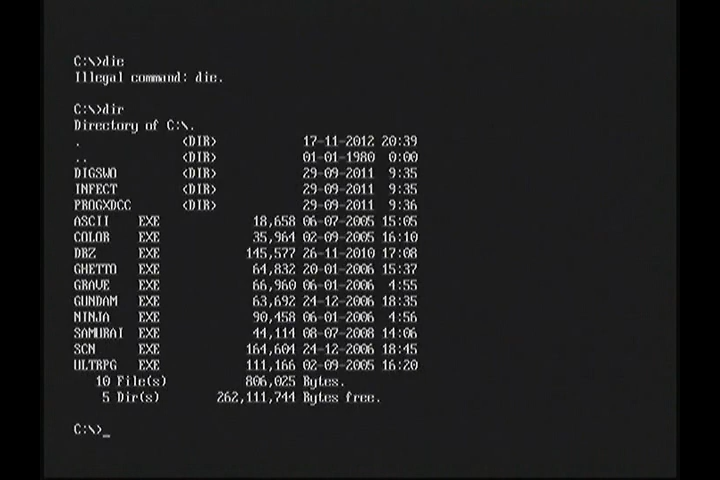 C:\>die
Illegal command: die.
C:\>dir
Directory of C:\.
. <DIR> 17-11-2012 20:39
.. <DIR> 01-01-1980 0:00
DIGSWO <DIR> 29-09-2011 9:35
INFECT <DIR> 29-09-2011 9:35
PROGXDCC <DIR> 29-09-2011 9:36
ASCII EXE 18,658 06-07-2005 15:05
COLOR EXE 35,964 02-09-2005 16:10
DBZ EXE 145,577 26-11-2010 17:08
GHETTO EXE 64,832 20-01-2006 15:37
GRAVE EXE 66,960 06-01-2006 4:55
GUNDAM EXE 63,692 24-12-2006 18:35
NINJA EXE 90,458 06-01-2006 4:56
SAMURAI EXE 44,114 08-07-2008 14:06
SCN EXE 164,604 24-12-2006 18:45
ULTRPG EXE 111,166 02-09-2005 16:20
10 File(s) 806,025 Bytes.
5 Dir(s) 262,111,744 Bytes free.
C:\>_